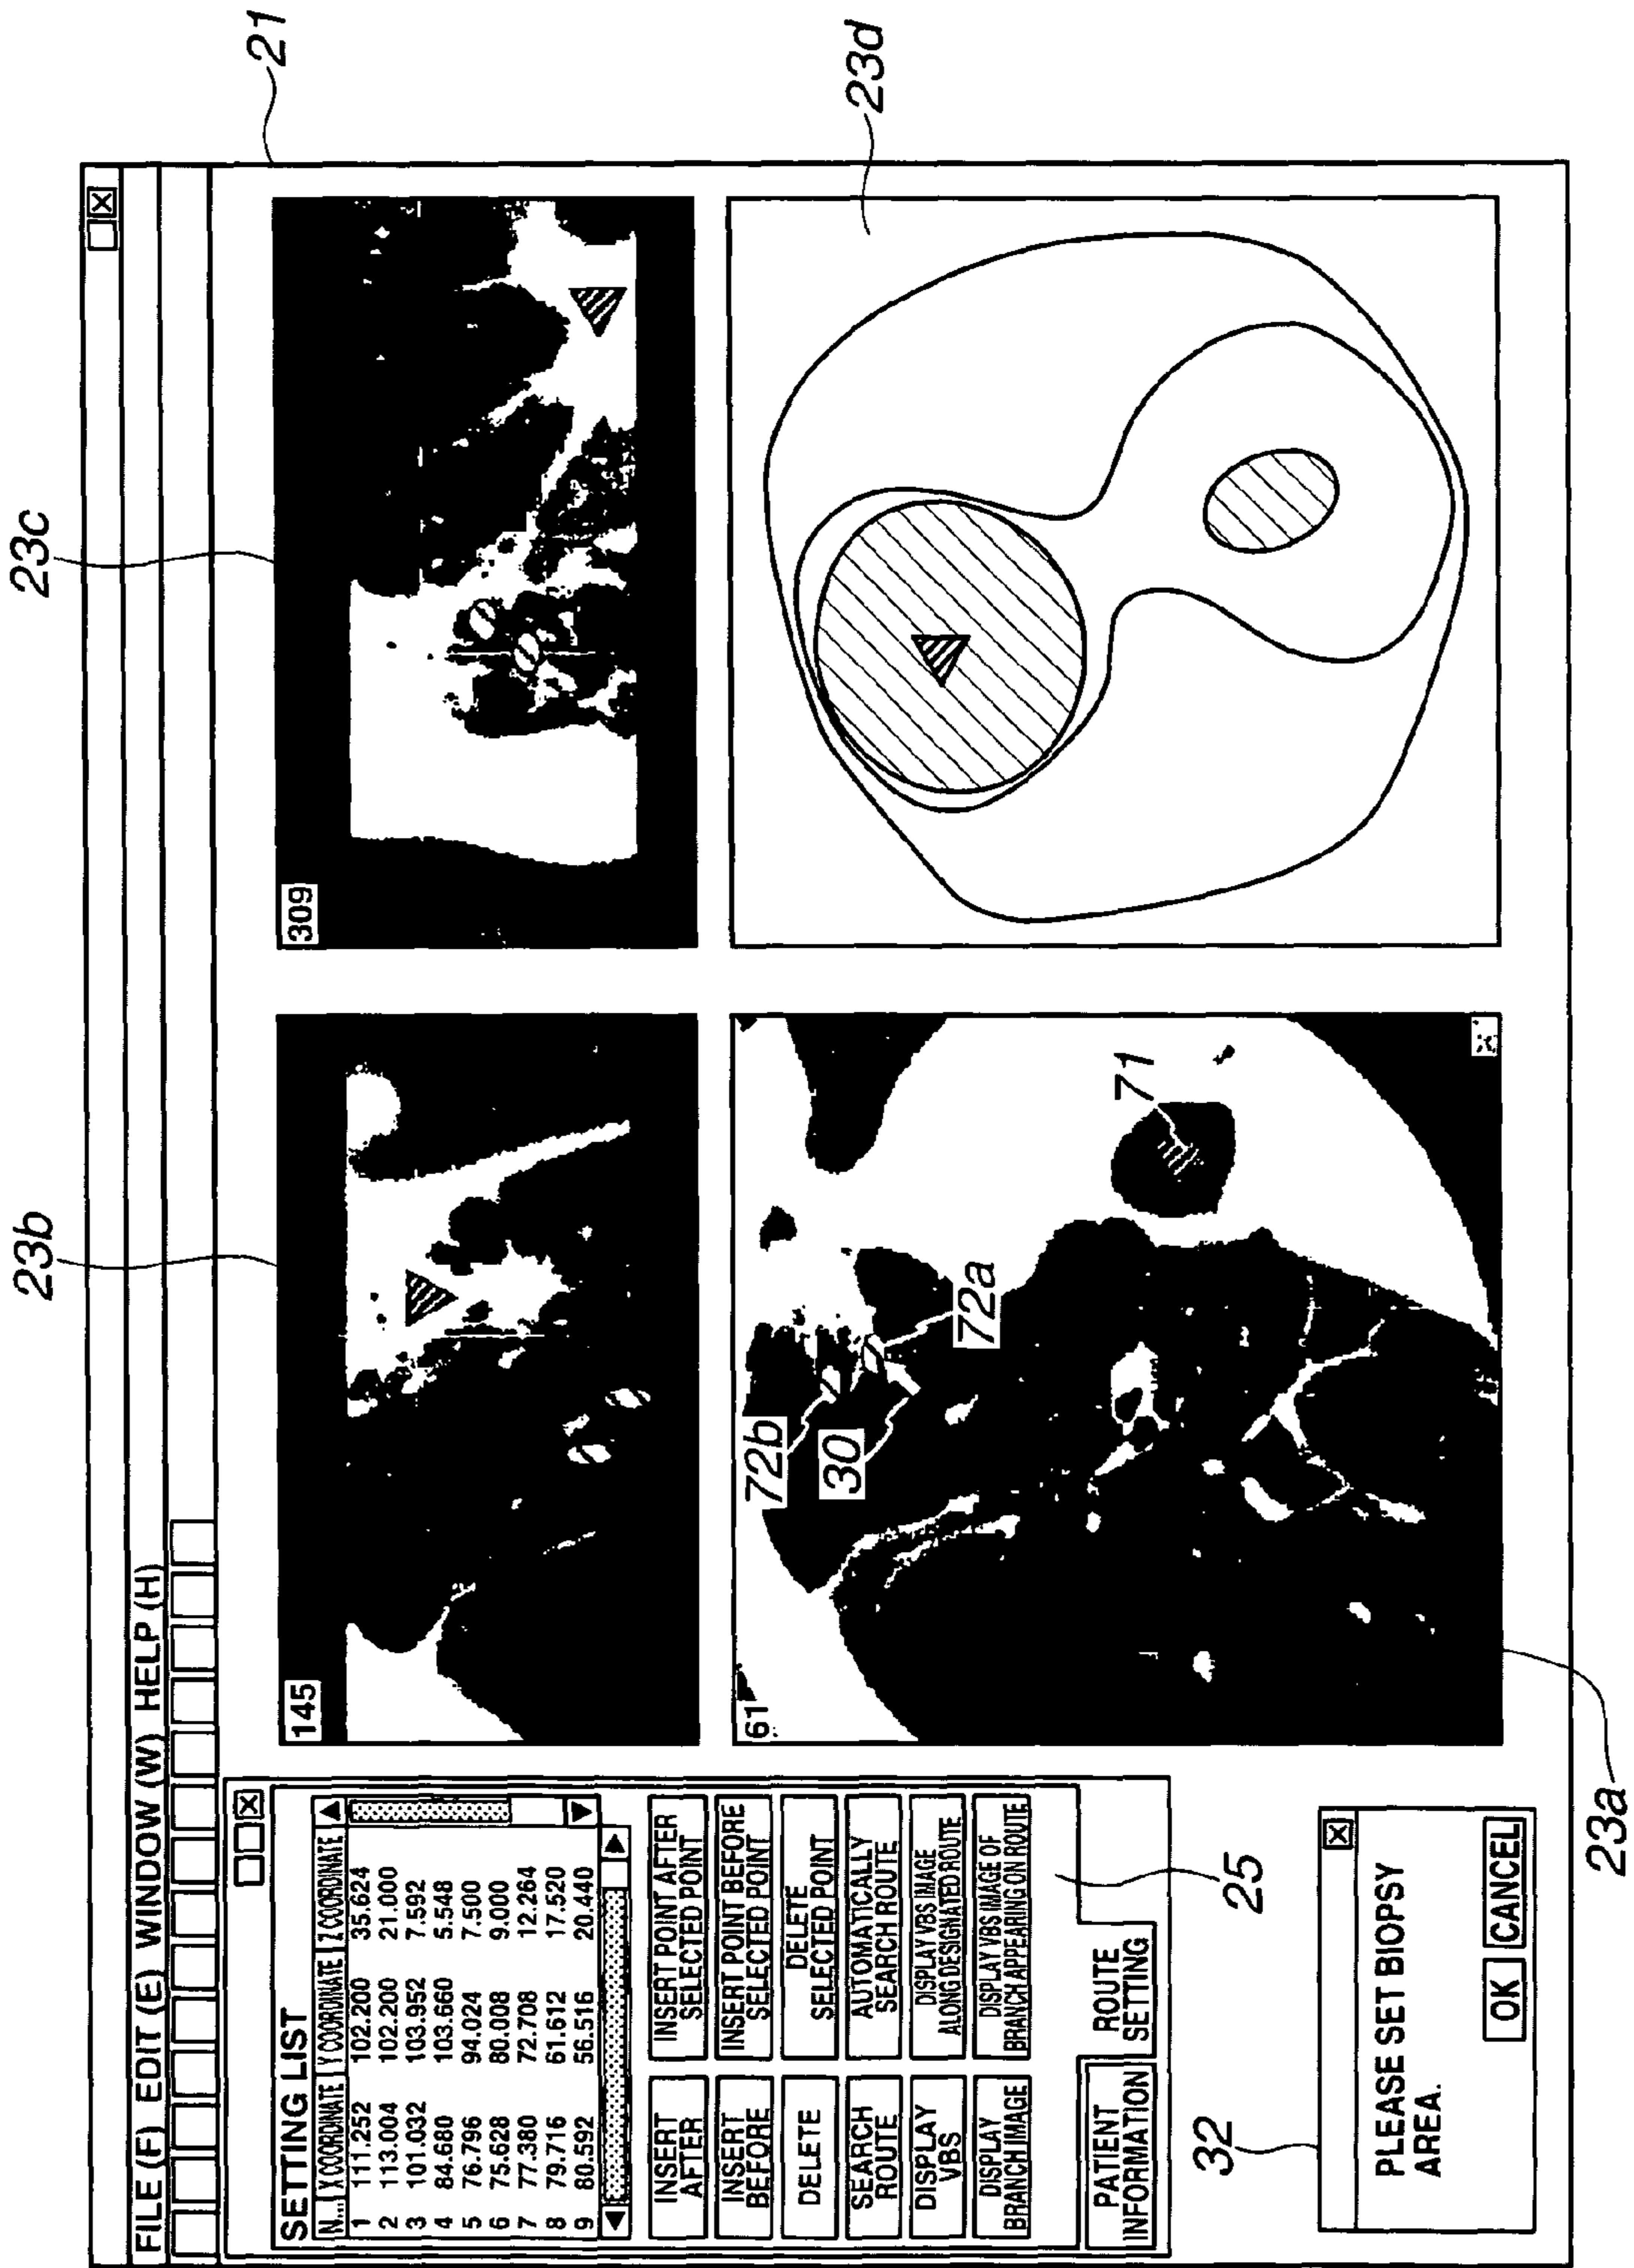 21
23c
23b
23d
FILE (F) EDIT (E) WINDOW (W) HELP (H)
SETTING LIST
N... X COORDINATE Y COORDINATE Z COORDINATE
1 111.252 102.200 35.624
2 113.004 102.200 21.000
3 101.032 103.952 7.592
4 84.680 103.660 5.548
5 76.796 94.024 7.500
6 75.628 80.008 9.000
7 77.380 72.708 12.264
8 79.716 61.612 17.520
9 80.592 56.516 20.440
INSERT AFTER
INSERT POINT AFTER SELECTED POINT
INSERT BEFORE
INSERT POINT BEFORE SELECTED POINT
DELETE
DELETE SELECTED POINT
SEARCH ROUTE
AUTOMATICALLY SEARCH ROUTE
DISPLAY VBS
DISPLAY VBS IMAGE ALONG DESIGNATED ROUTE
DISPLAY BRANCH IMAGE
DISPLAY VBS IMAGE OF BRANCH APPEARING ON ROUTE
PATIENT INFORMATION
ROUTE SETTING
25
32
PLEASE SET BIOPSY
AREA.
OK CANCEL
145
309
61
72b
30
72a
71
23a